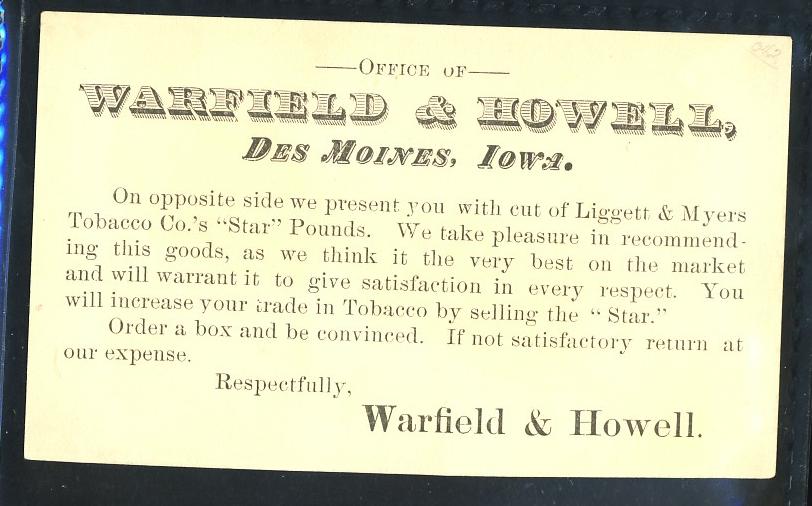 OFFICE OF
WARFIELD & HOWELL,
DES MOINES, IOWA.
On opposite side we present you with cut of Liggett & Myers
Tobacco Co.'s "Star" Pounds. We take pleasure in recommend-
ing this goods, as we think it the very best on the market
and will warrant it to give satisfaction in every respect. You
will increase your trade in Tobacco by selling the " Star."
Order a box and be convinced. If not satisfactory return at
our expense.
Respectfully,
Warfield & Howell.